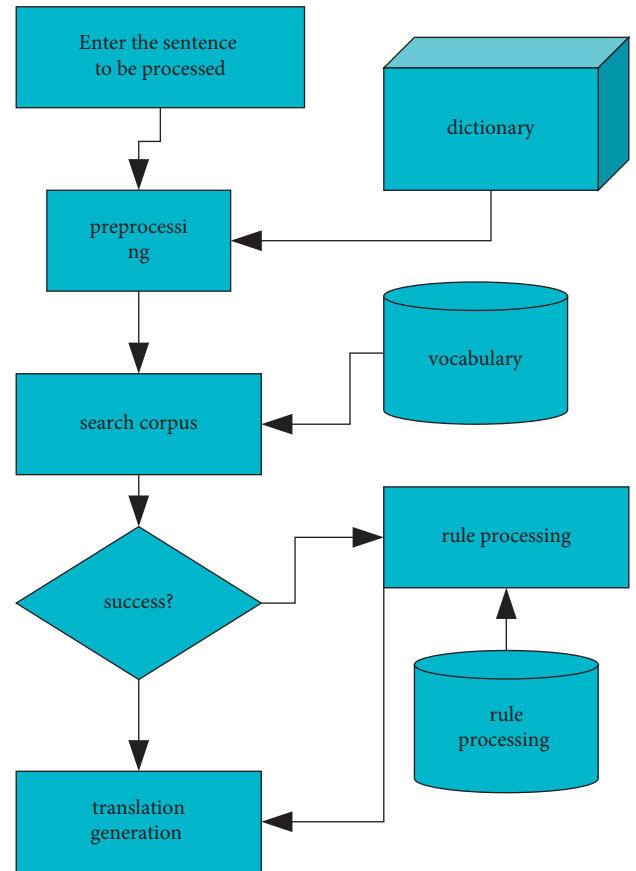 Enter the sentence
to be processed
dictionary
preprocessi
ng
vocabulary
search corpus
rule processing
success?
rule
processing
translation
generation